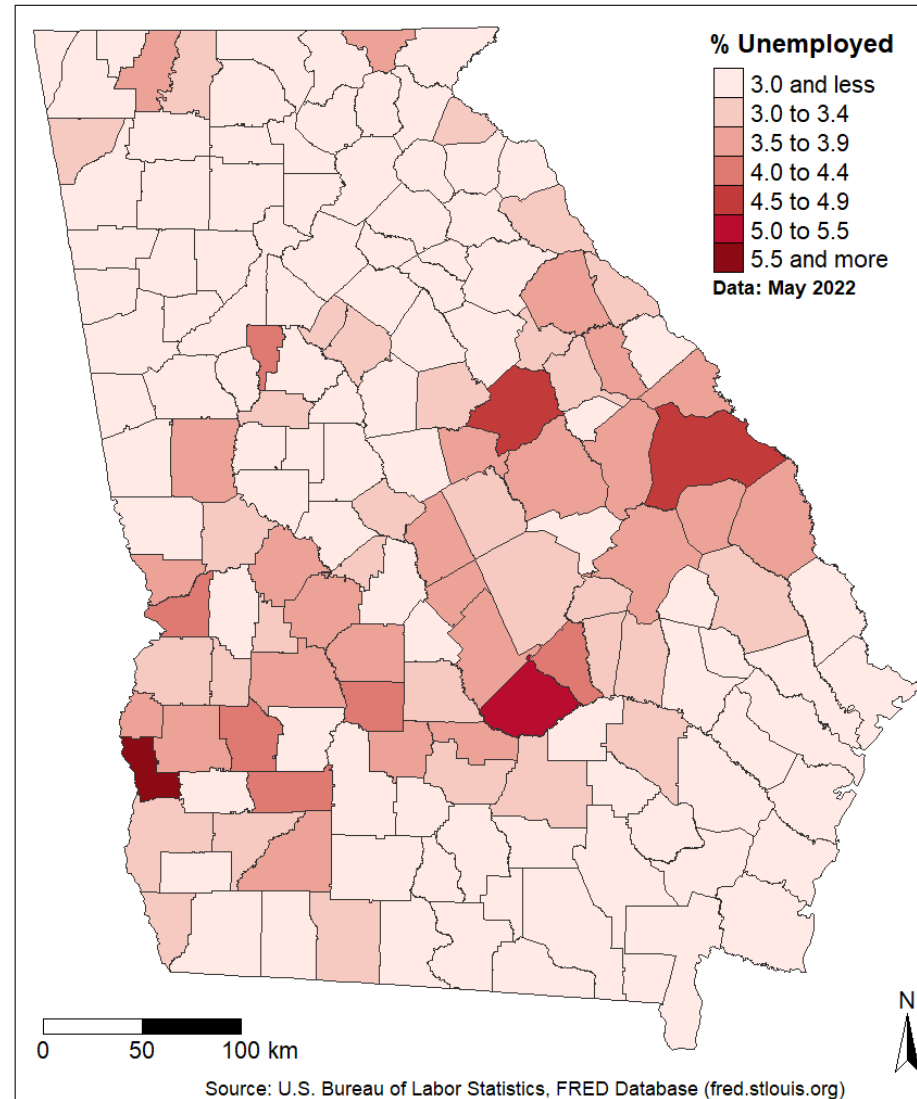 % Unemployed
3.0 and less
3.0 to 3.4
3.5 to 3.9
4.0 to 4.4
4.5 to 4.9
5.0 to 5.5
5.5 and more
Data: May 2022
N
0 50 100 km
Source: U.S. Bureau of Labor Statistics, FRED Database (fred.stlouis.org)